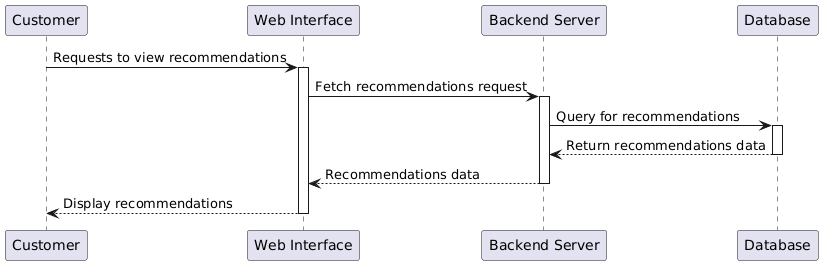 Customer
Web Interface
Backend Server
Database
Requests to view recommendations
Fetch recommendations request
Query for recommendations
Return recommendations data
Recommendations data
Display recommendations
Customer
Web Interface
Backend Server
Database